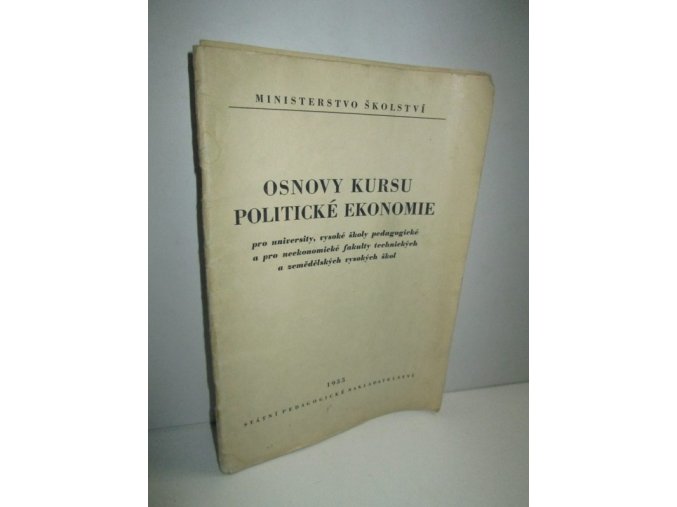 MINISTERSTVO ŠKOLSTVÍ
OSNOVY KURSU
POLITICKÉ EKONOMIE
pro university, vysoké školy pedagogické
a pro neekonomické fakulty technických
a zemědělských vysokých škol
1955
STÁTNÍ PEDAGOGICKÉ NAKLADATELSTVÍ